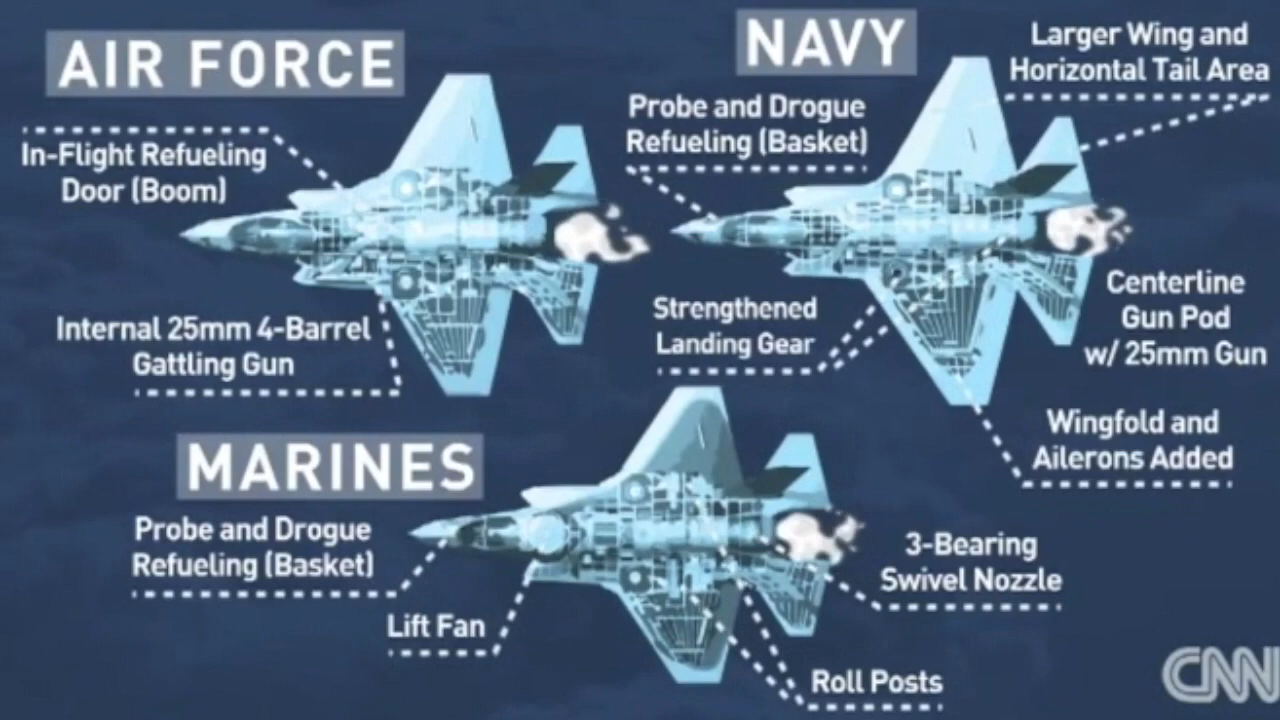 AIR FORCE
In-Flight Refueling
Door (Boom)
Internal 25mm 4-Barrel
Gattling Gun
NAVY
Larger Wing and
Horizontal Tail Area
Probe and Drogue
Refueling (Basket)
Strengthened
Landing Gear
Centerline
Gun Pod
w/ 25mm Gun
Wingfold and
Ailerons Added
MARINES
Probe and Drogue
Refueling (Basket)
Lift Fan
3-Bearing
Swivel Nozzle
Roll Posts
CNN